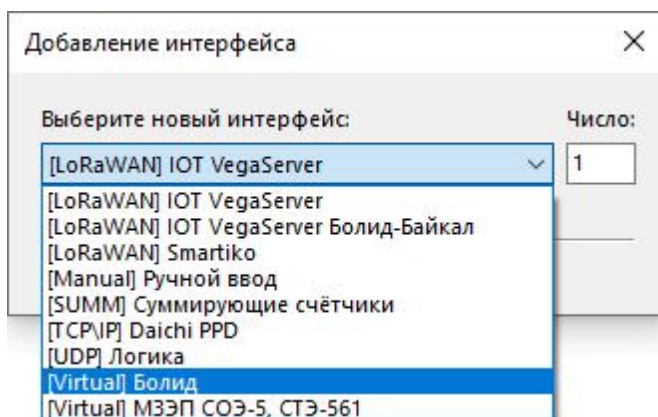 Добавление интерфейса
Выберите новый интерфейс: Число:
[LoRaWAN] IOT VegaServer 1
[LoRaWAN] IOT VegaServer
[LoRaWAN] IOT VegaServer Болид-Байкал
[LoRaWAN] Smartiko
[Manual] Ручной ввод
[SUMM] Суммирующие счётчики
[TCP\IP] Daichi PPD
[UDP] Логика
[Virtual] Болид
[Virtual] МЗЭП СОЭ-5, СТЭ-561